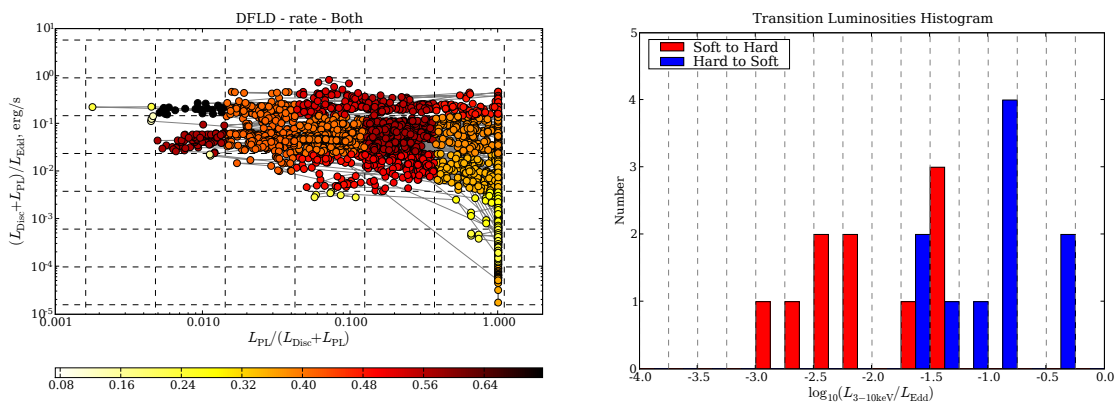 DFLD - rate - Both
(L_Disc+L_PL)/L_Edd, erg/s
10^1
10^0
10^-1
10^-2
10^-3
10^-4
10^-5
0.001 0.010 0.100 1.000
L_PL/(L_Disc+L_PL)
0.08 0.16 0.24 0.32 0.40 0.48 0.56 0.64
Transition Luminosities Histogram
Soft to Hard
Hard to Soft
Number
5
4
3
2
1
0
-4.0 -3.5 -3.0 -2.5 -2.0 -1.5 -1.0 -0.5 0.0
log10(L_3−10keV/L_Edd)